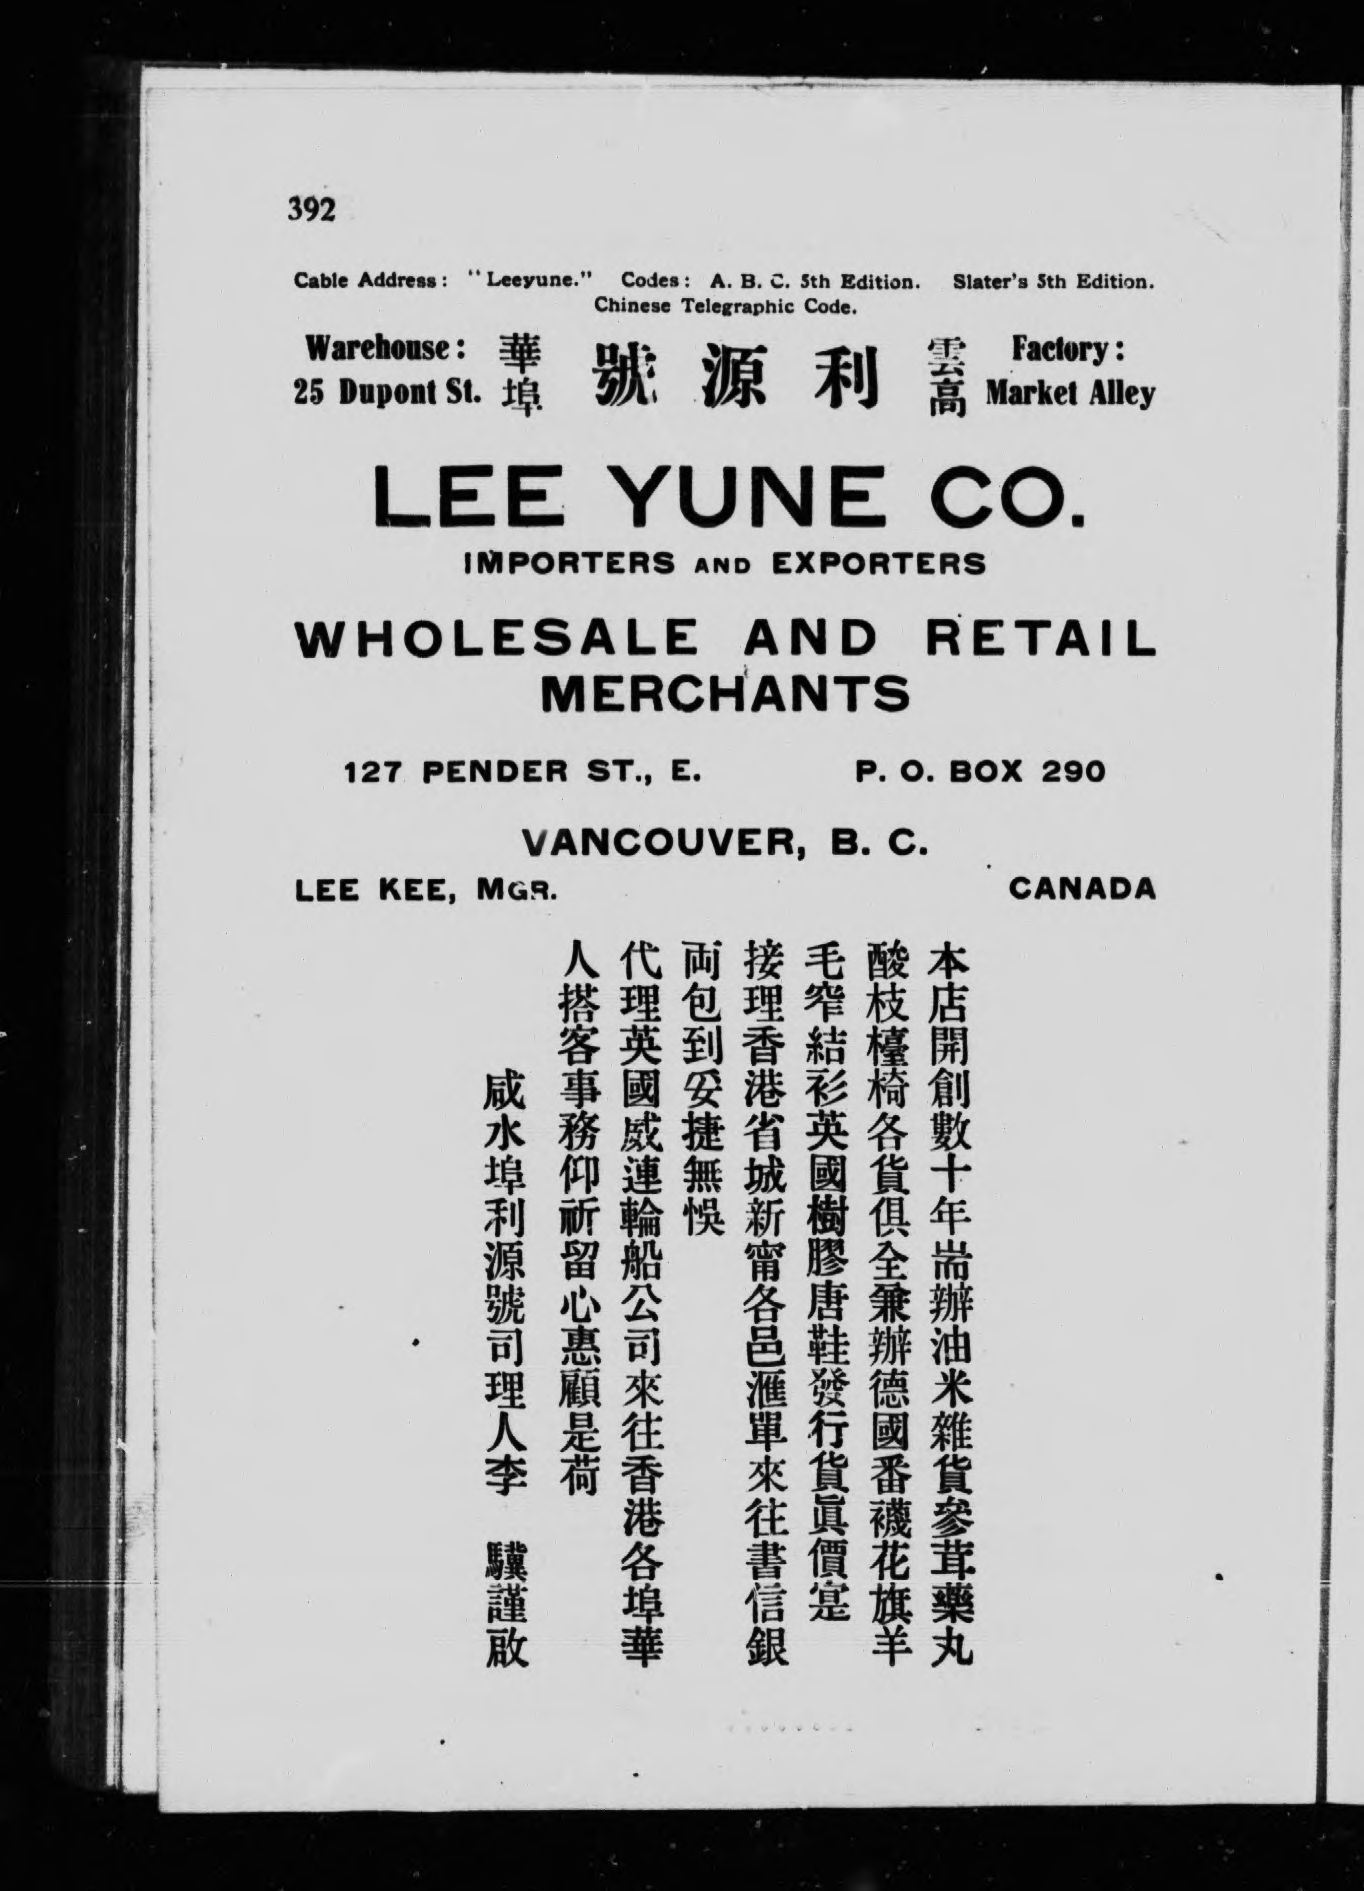 392
Cable Address: "Leeyune." Codes: A. B. C. 5th Edition. Slater's 5th Edition.
Chinese Telegraphic Code.
Warehouse:
25 Dupont St.
華埠
利源號
雲高
Factory:
Market Alley
LEE YUNE CO.
IMPORTERS AND EXPORTERS
WHOLESALE AND RETAIL
MERCHANTS
127 PENDER ST., E. P. O. BOX 290
VANCOUVER, B. C.
LEE KEE, MGR. CANADA
本店開創數十年耑辦油米雜貨參茸藥丸
酸枝檯椅各貨俱全兼辦德國番襪花旗羊
毛窄結衫英國樹膠唐鞋發行貨眞價寔
接理香港省城新甯各邑滙單來往書信銀
両包到妥捷無悞
代理英國威連輪船公司來往香港各埠華
人搭客事務仰祈留心惠顧是荷
咸水埠利源號司理人李 驥謹啟